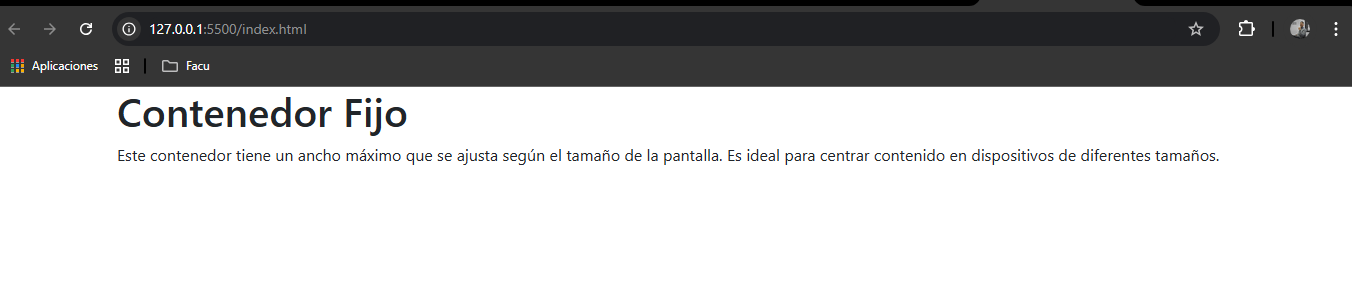 127.0.0.1:5500/index.html
Aplicaciones
Facu
Contenedor Fijo
Este contenedor tiene un ancho máximo que se ajusta según el tamaño de la pantalla. Es ideal para centrar contenido en dispositivos de diferentes tamaños.